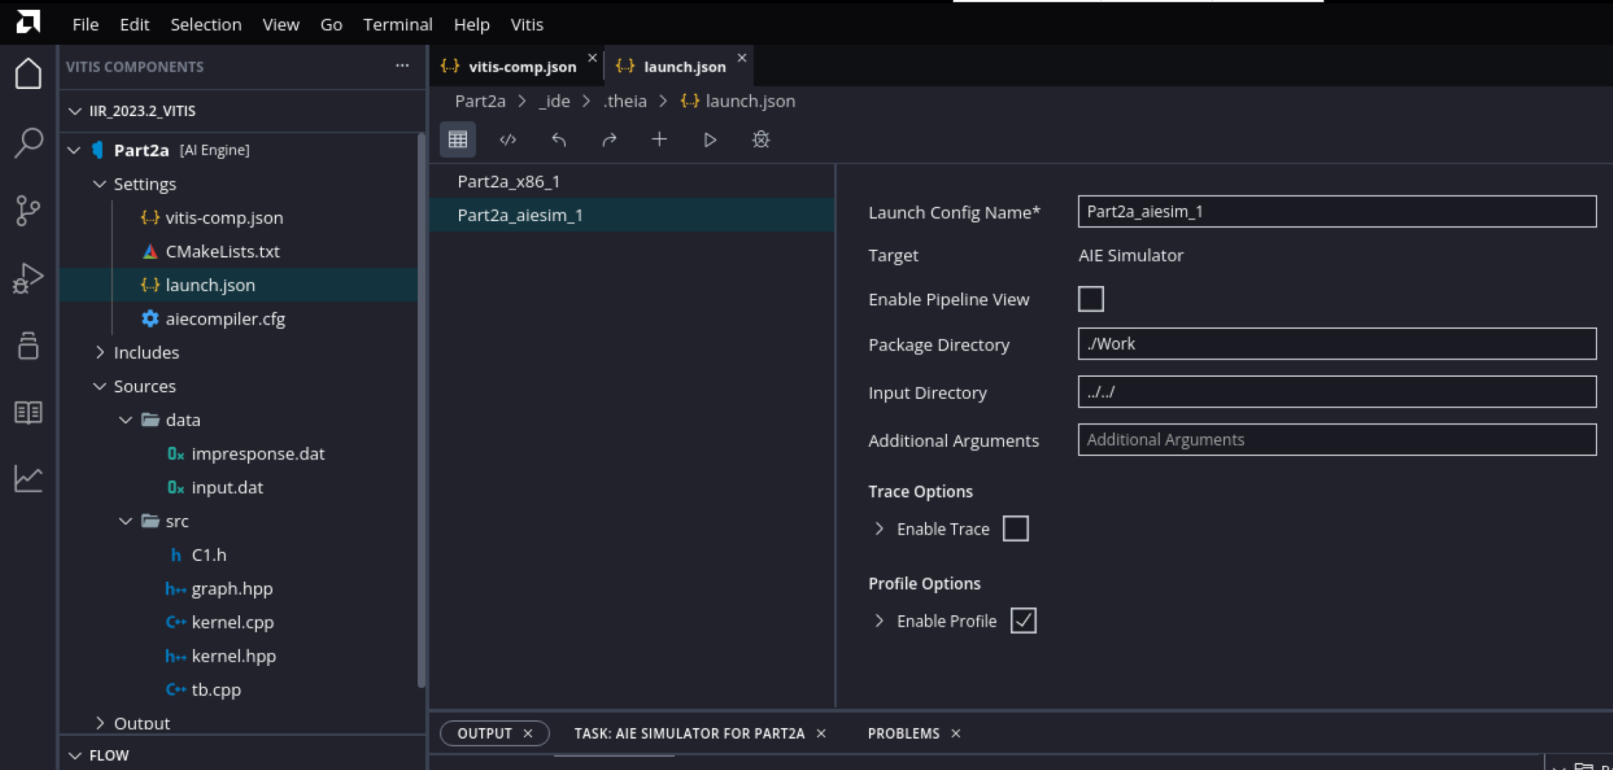 File Edit Selection View Go Terminal Help Vitis
VITIS COMPONENTS ...
IIR_2023.2_VITIS
Part2a [AI Engine]
Settings
vitis-comp.json
CMakeLists.txt
launch.json
aiecompiler.cfg
Includes
Sources
data
impresponse.dat
input.dat
src
C1.h
graph.hpp
kernel.cpp
kernel.hpp
tb.cpp
Output
FLOW
vitis-comp.json launch.json
Part2a > _ide > .theia > launch.json
Part2a_x86_1
Part2a_aiesim_1
Launch Config Name* Part2a_aiesim_1
Target AIE Simulator
Enable Pipeline View
Package Directory ./Work
Input Directory ../../
Additional Arguments Additional Arguments
Trace Options
Enable Trace
Profile Options
Enable Profile
OUTPUT TASK: AIE SIMULATOR FOR PART2A PROBLEMS